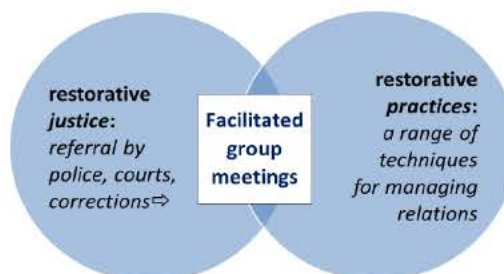 restorative
justice:
referral by
police, courts,
corrections⇨
Facilitated
group
meetings
restorative
practices:
a range of
techniques
for managing
relations